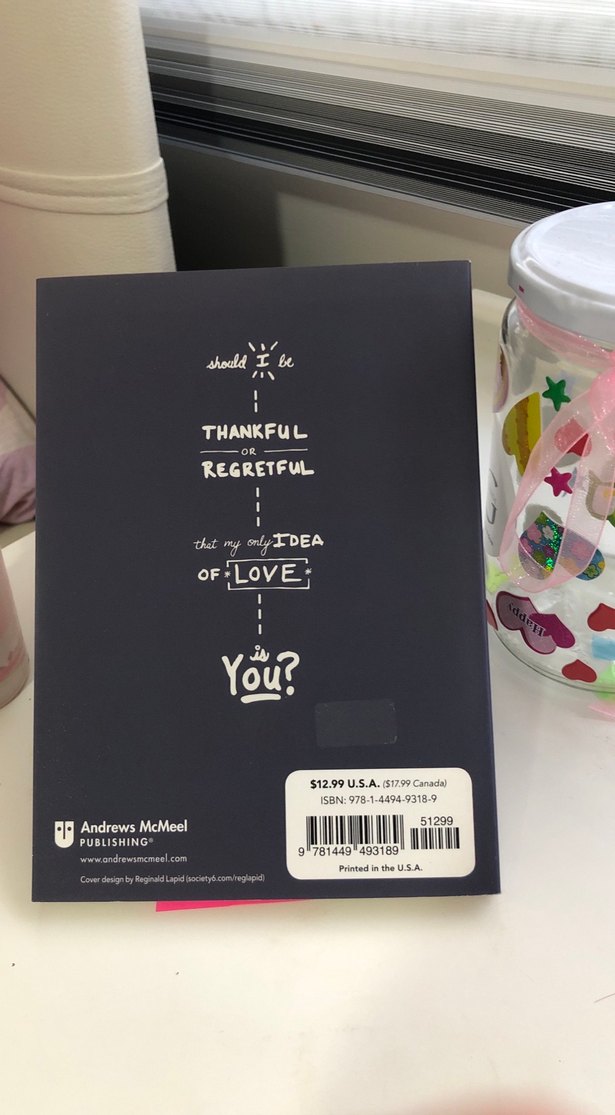 should I be
THANKFUL
OR
REGRETFUL
that my only IDEA
OF *LOVE*
is
You?
$12.99 U.S.A. ($17.99 Canada)
ISBN: 978-1-4494-9318-9
51299
9 781449 493189
Printed in the U.S.A.
Andrews McMeel
PUBLISHING®
www.andrewsmcmeel.com
Cover design by Reginald Lapid (society6.com/reglapid)
Happy